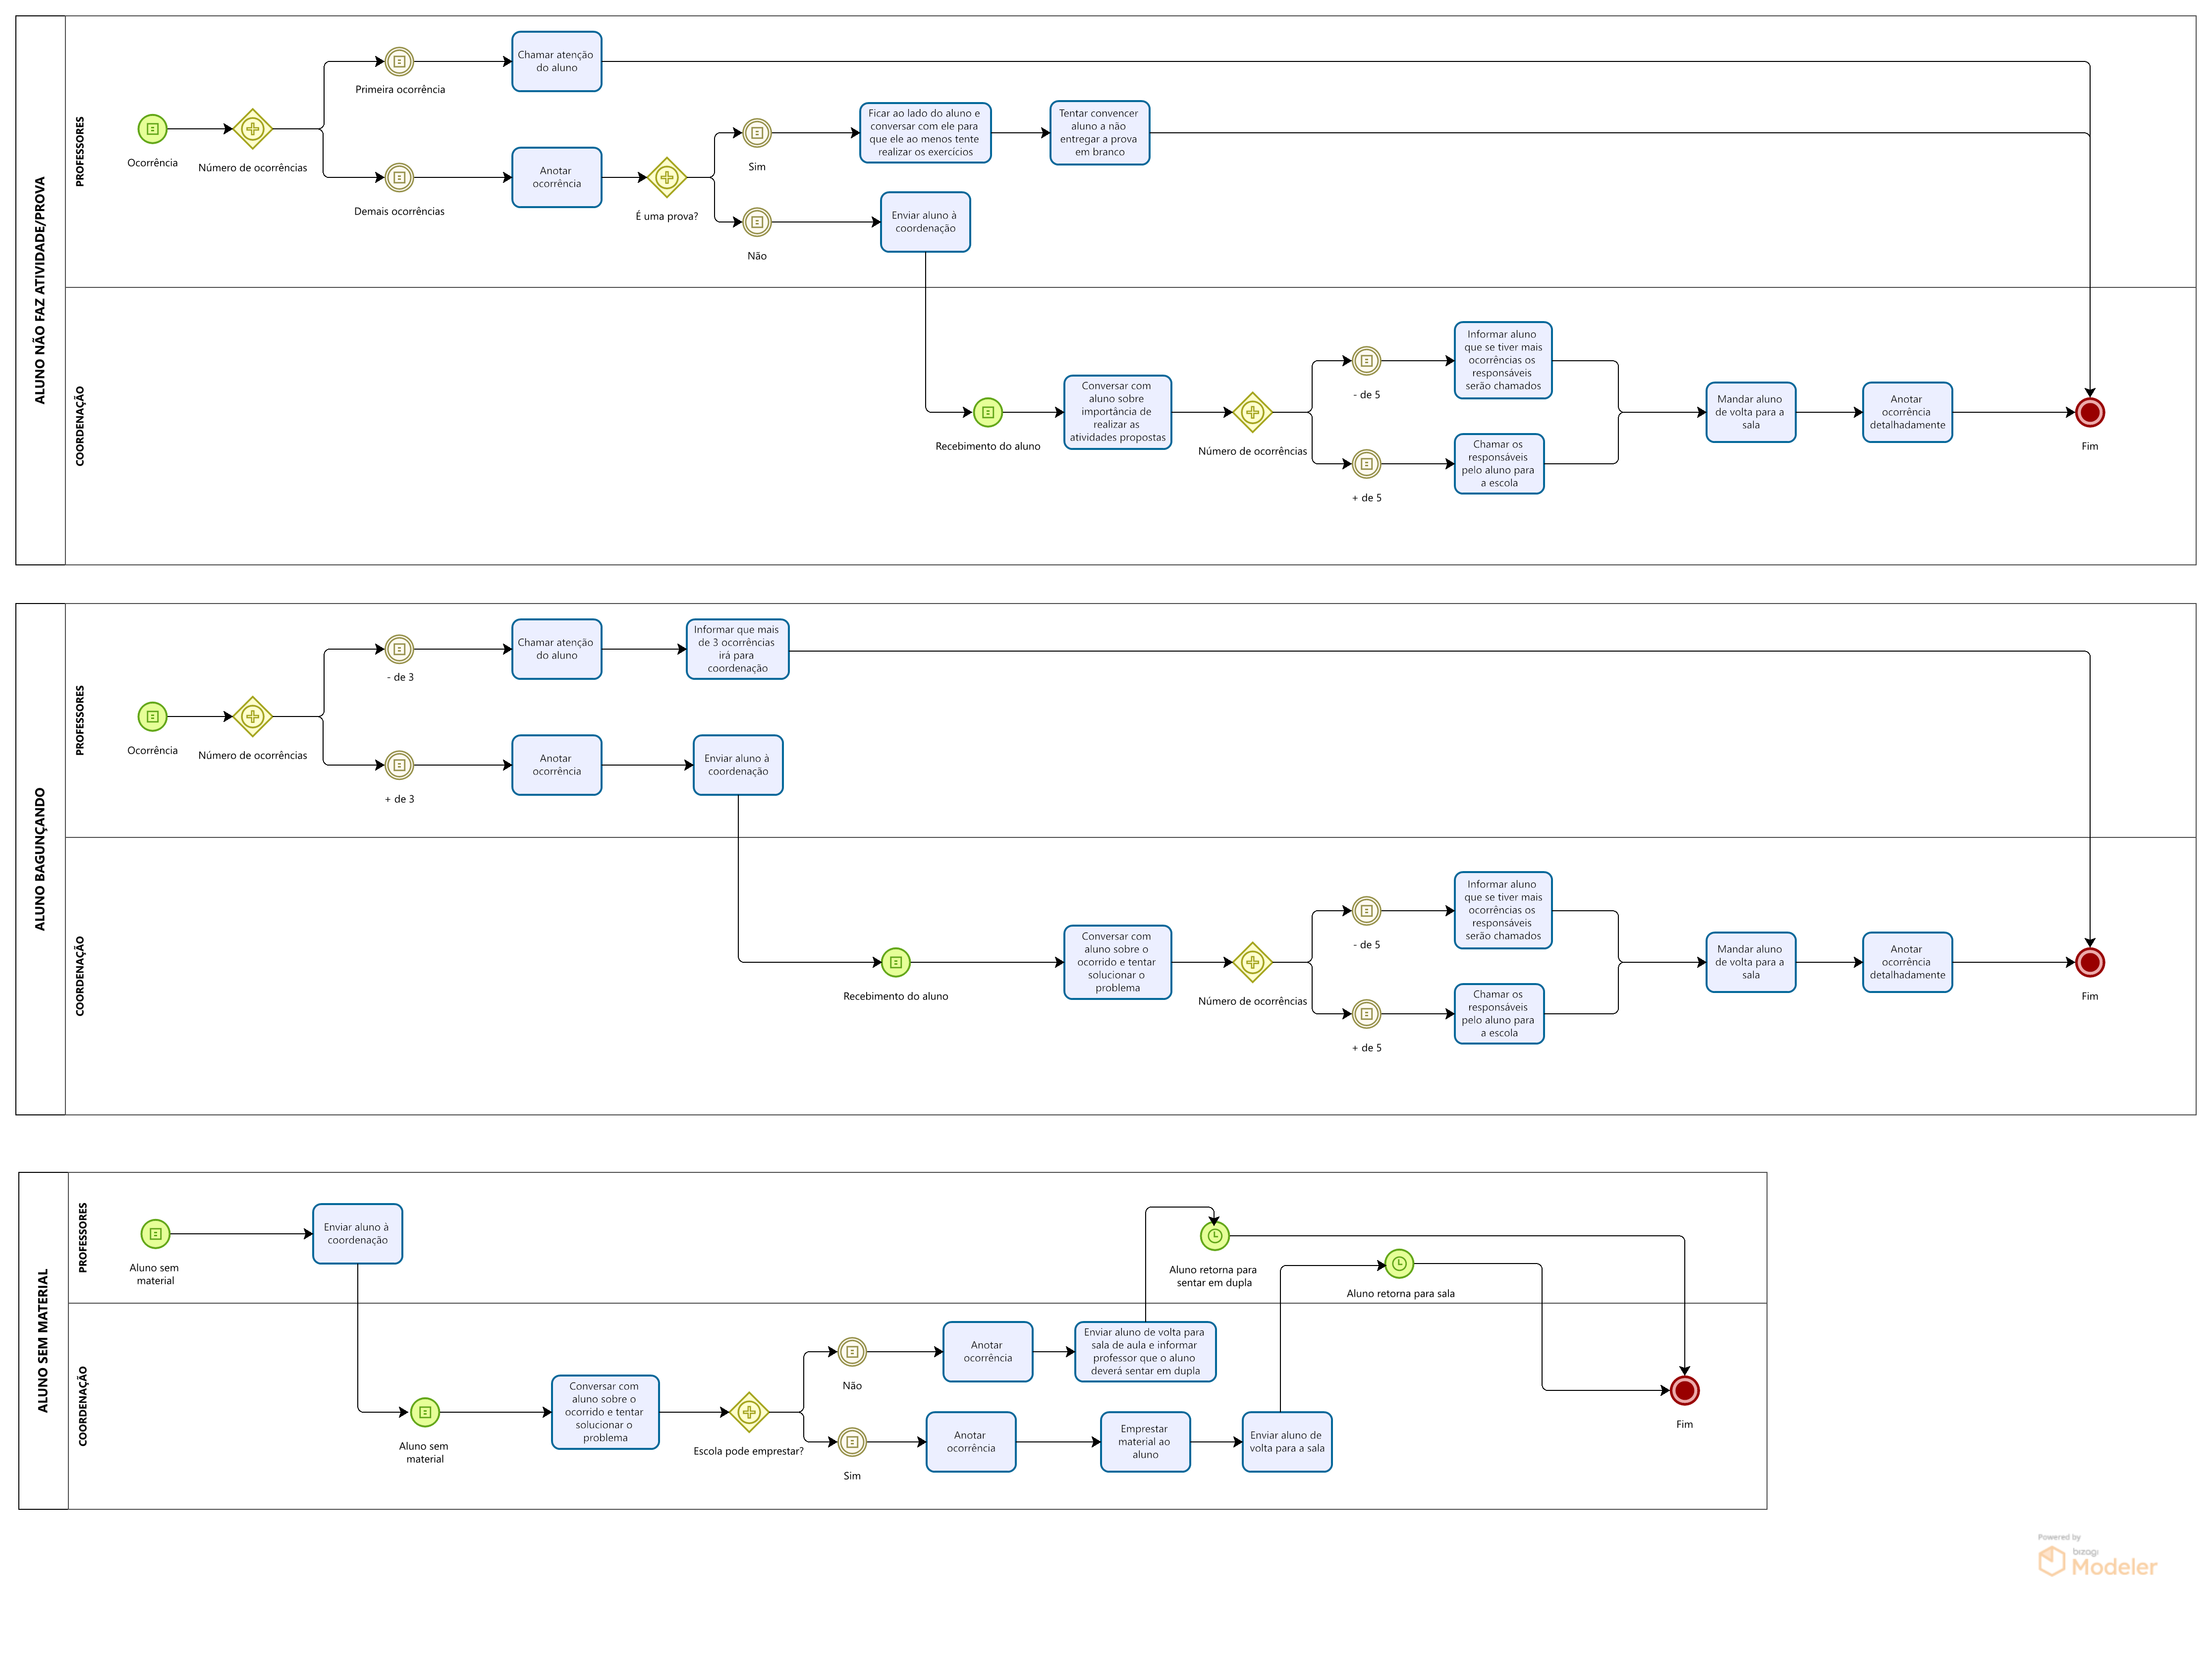 ALUNO NÃO FAZ ATIVIDADE/PROVA
PROFESSORES
Ocorrência
Número de ocorrências
Primeira ocorrência
Chamar atenção
do aluno
Demais ocorrências
Anotar
ocorrência
É uma prova?
Sim
Ficar ao lado do aluno e
conversar com ele para
que ele ao menos tente
realizar os exercícios
Tentar convencer
aluno a não
entregar a prova
em branco
Não
Enviar aluno à
coordenação
COORDENAÇÃO
Recebimento do aluno
Conversar com
aluno sobre
importância de
realizar as
atividades propostas
Número de ocorrências
- de 5
Informar aluno
que se tiver mais
ocorrências os
responsáveis
serão chamados
+ de 5
Chamar os
responsáveis
pelo aluno para
a escola
Mandar aluno
de volta para a
sala
Anotar
ocorrência
detalhadamente
Fim
ALUNO BAGUNÇANDO
PROFESSORES
Ocorrência
Número de ocorrências
- de 3
Chamar atenção
do aluno
Informar que mais
de 3 ocorrências
irá para
coordenação
+ de 3
Anotar
ocorrência
Enviar aluno à
coordenação
COORDENAÇÃO
Recebimento do aluno
Conversar com
aluno sobre o
ocorrido e tentar
solucionar o
problema
Número de ocorrências
- de 5
Informar aluno
que se tiver mais
ocorrências os
responsáveis
serão chamados
+ de 5
Chamar os
responsáveis
pelo aluno para
a escola
Mandar aluno
de volta para a
sala
Anotar
ocorrência
detalhadamente
Fim
ALUNO SEM MATERIAL
PROFESSORES
Aluno sem
material
Enviar aluno à
coordenação
Aluno retorna para
sentar em dupla
Aluno retorna para sala
COORDENAÇÃO
Aluno sem
material
Conversar com
aluno sobre o
ocorrido e tentar
solucionar o
problema
Escola pode emprestar?
Não
Anotar
ocorrência
Enviar aluno de volta para
sala de aula e informar
professor que o aluno
deverá sentar em dupla
Sim
Anotar
ocorrência
Emprestar
material ao
aluno
Enviar aluno de
volta para a sala
Fim
Powered by
bizagi
Modeler